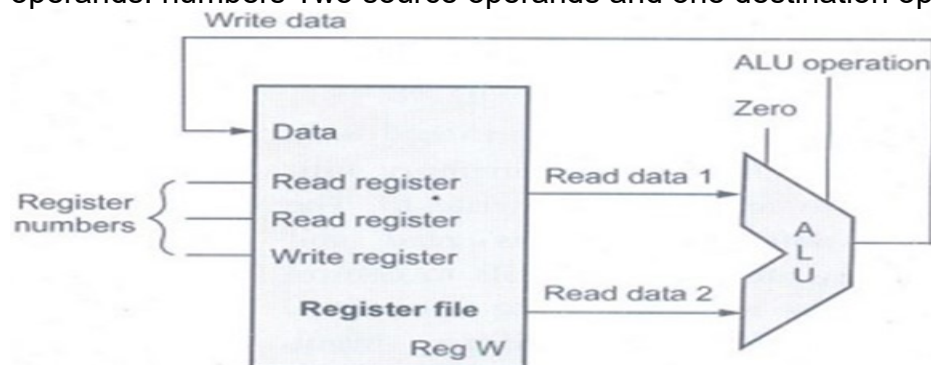 operands. numbers Two source operands and one destination op
Write data
ALU operation
Zero
Data
Read register
Read data 1
Register
numbers
Read register
Write register
A
L
U
Read data 2
Register file
Reg W